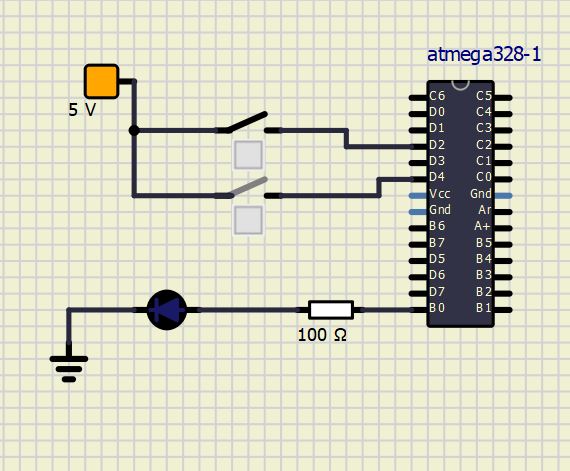 atmega328-1
5 V
C6 C5
D0 C4
D1 C3
D2 C2
D3 C1
D4 C0
Vcc Gnd
Gnd Ar
B6 A+
B7 B5
D5 B4
D6 B3
D7 B2
B0 B1
100 Ω